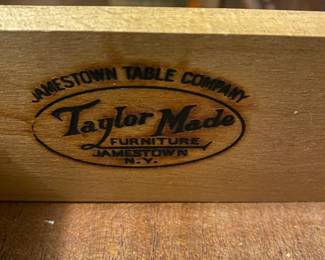 JAMESTOWN TABLE COMPANY
Taylor Made
FURNITURE
JAMESTOWN
N.Y.